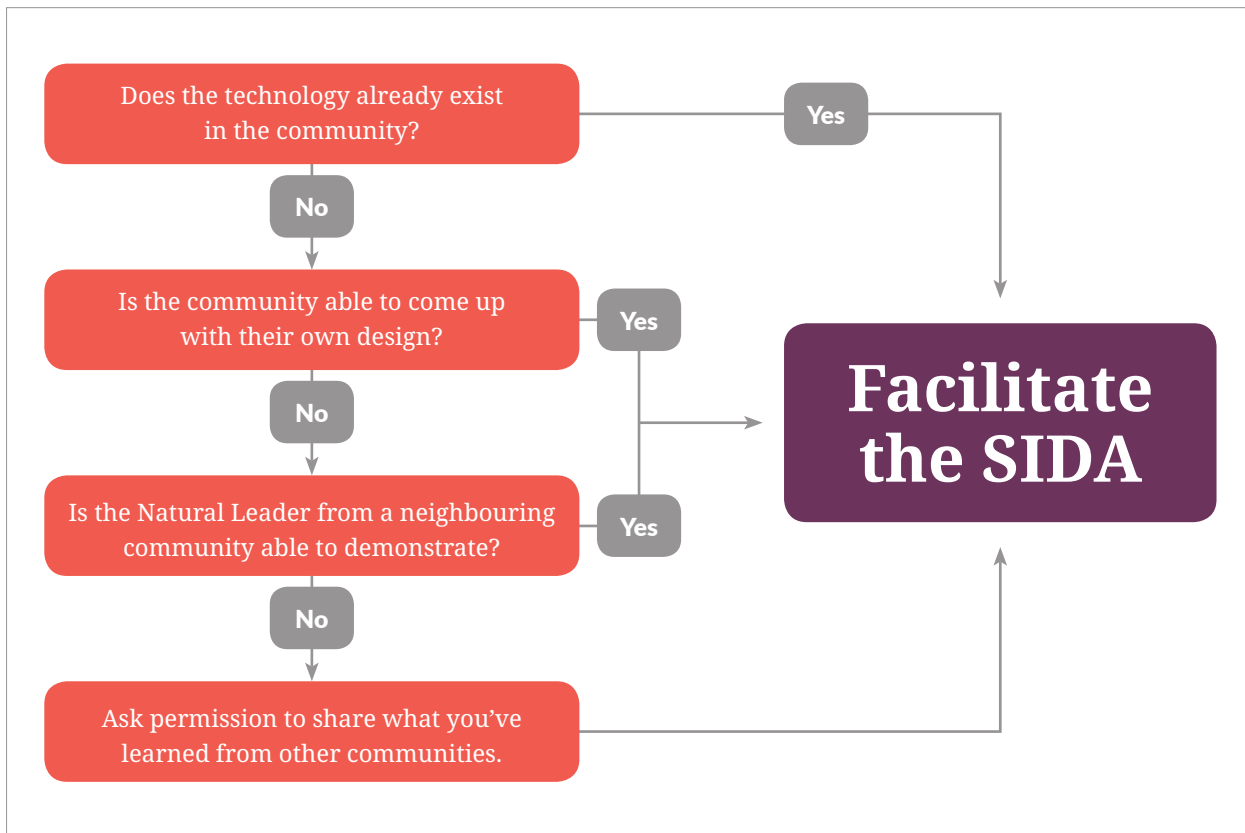 Does the technology already exist
in the community?
Yes
No
Is the community able to come up
with their own design?
Yes
No
Is the Natural Leader from a neighbouring
community able to demonstrate?
Yes
No
Ask permission to share what you’ve
learned from other communities.
Facilitate
the SIDA